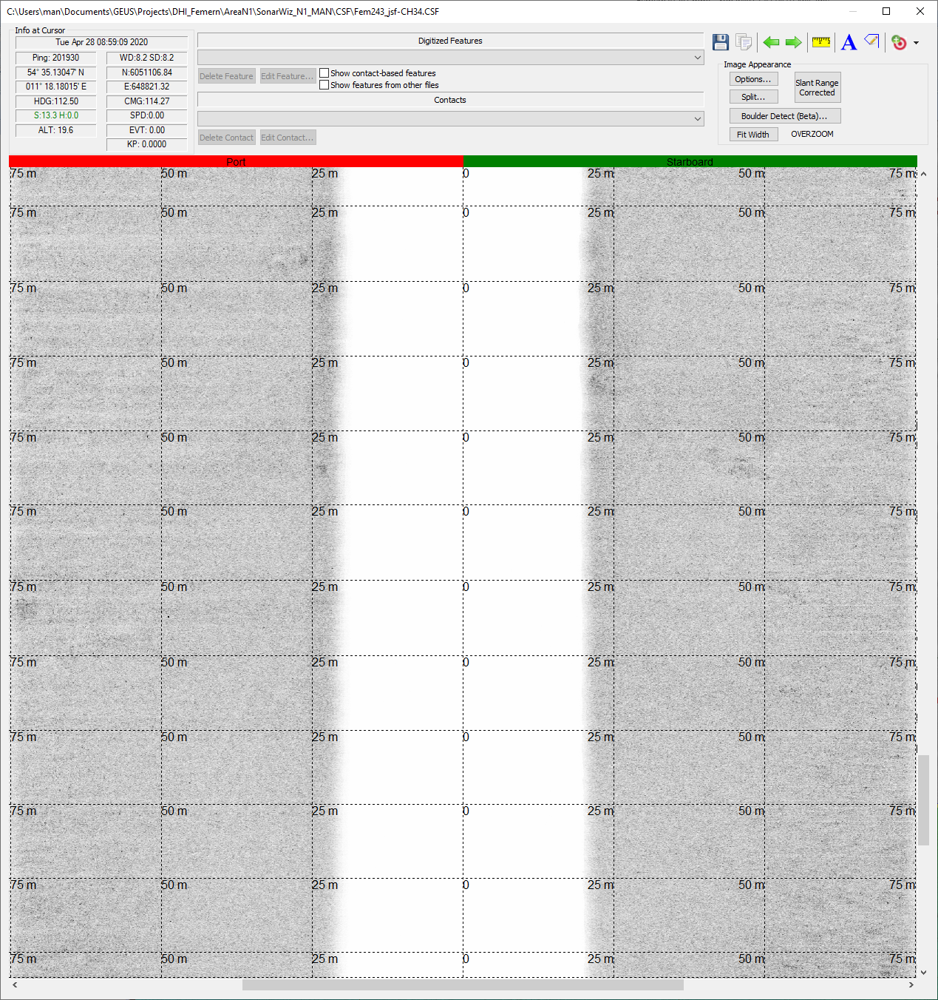 C:\Users\man\Documents\GEUS\Projects\DHI_Femern\AreaN1\SonarWiz_N1_MAN\CSF\Fem243_jsf-CH34.CSF
Info at Cursor
Tue Apr 28 08:59:09 2020
Ping: 201930 WD:8.2 SD:8.2
54° 35.13047' N N:6051106.84
011° 18.18015' E E:648821.32
HDG:112.50 CMG:114.27
S:13.3 H:0.0 SPD:0.00
ALT: 19.6 EVT: 0.00
KP: 0.0000
Digitized Features
Delete Feature Edit Feature... Show contact-based features
Show features from other files
Contacts
Delete Contact Edit Contact...
Image Appearance
Options... Slant Range
Corrected
Split...
Boulder Detect (Beta)...
Fit Width OVERZOOM
Port Starboard
75 m 50 m 25 m 0 25 m 50 m 75 m
75 m 50 m 25 m 0 25 m 50 m 75 m
75 m 50 m 25 m 0 25 m 50 m 75 m
75 m 50 m 25 m 0 25 m 50 m 75 m
75 m 50 m 25 m 0 25 m 50 m 75 m
75 m 50 m 25 m 0 25 m 50 m 75 m
75 m 50 m 25 m 0 25 m 50 m 75 m
75 m 50 m 25 m 0 25 m 50 m 75 m
75 m 50 m 25 m 0 25 m 50 m 75 m
75 m 50 m 25 m 0 25 m 50 m 75 m
75 m 50 m 25 m 0 25 m 50 m 75 m
75 m 50 m 25 m 0 25 m 50 m 75 m